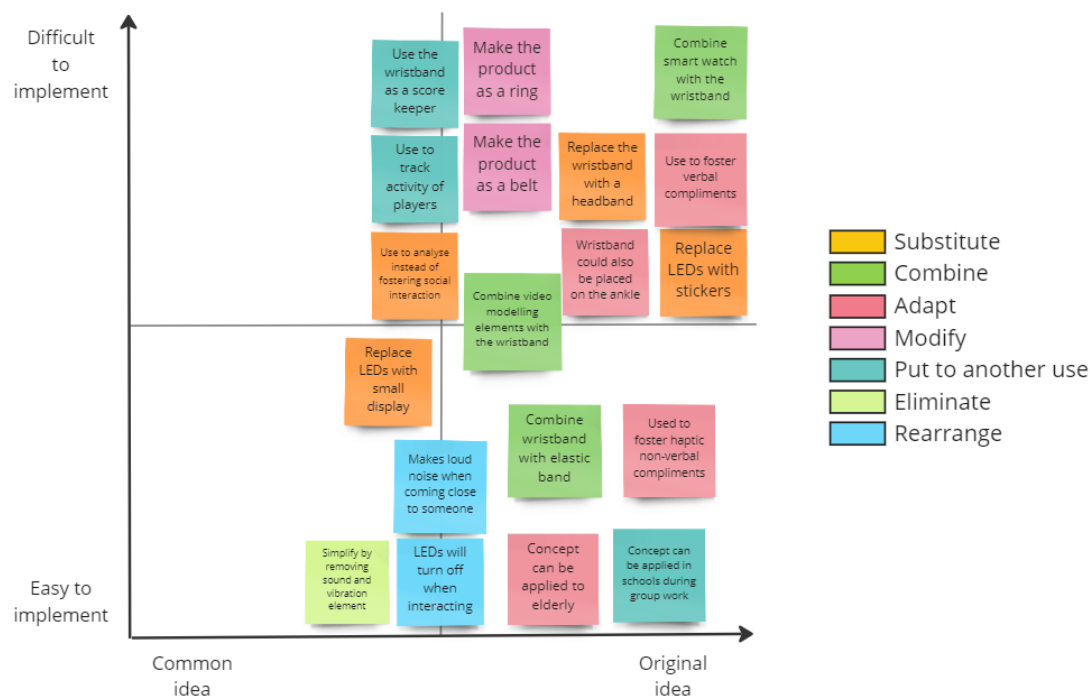 Difficult
to
implement
Use the
wristband
as a score
keeper
Make the
product
as a ring
Combine
smart watch
with the
wristband
Use to
track
activity of
players
Make the
product
as a belt
Replace the
wristband
with a
headband
Use to foster
verbal
compliments
Use to analyse
instead of
fostering social
interaction
Combine video
modelling
elements with
the wristband
Wristband
could also
be placed
on the ankle
Replace
LEDs with
stickers
Substitute
Combine
Adapt
Modify
Put to another use
Eliminate
Rearrange
Replace
LEDs with
small
display
Makes loud
noise when
coming close
to someone
Combine
wristband
with elastic
band
Used to
foster haptic
non-verbal
compliments
Simplify by
removing
sound and
vibration
element
LEDs will
turn off
when
interacting
Concept
can be
applied to
elderly
Concept can
be applied in
schools during
group work
Easy to
implement
Common
idea
Original
idea